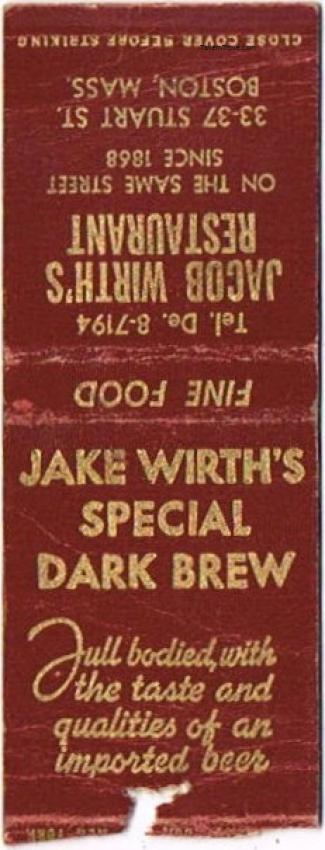 CLOSE COVER BEFORE STRIKING
Tel. De. 8-7194
JACOB WIRTH'S
RESTAURANT
ON THE SAME STREET
SINCE 1868
33-37 STUART ST.
BOSTON, MASS.
FINE FOOD
JAKE WIRTH'S
SPECIAL
DARK BREW
Full bodied, with
the taste and
qualities of an
imported beer